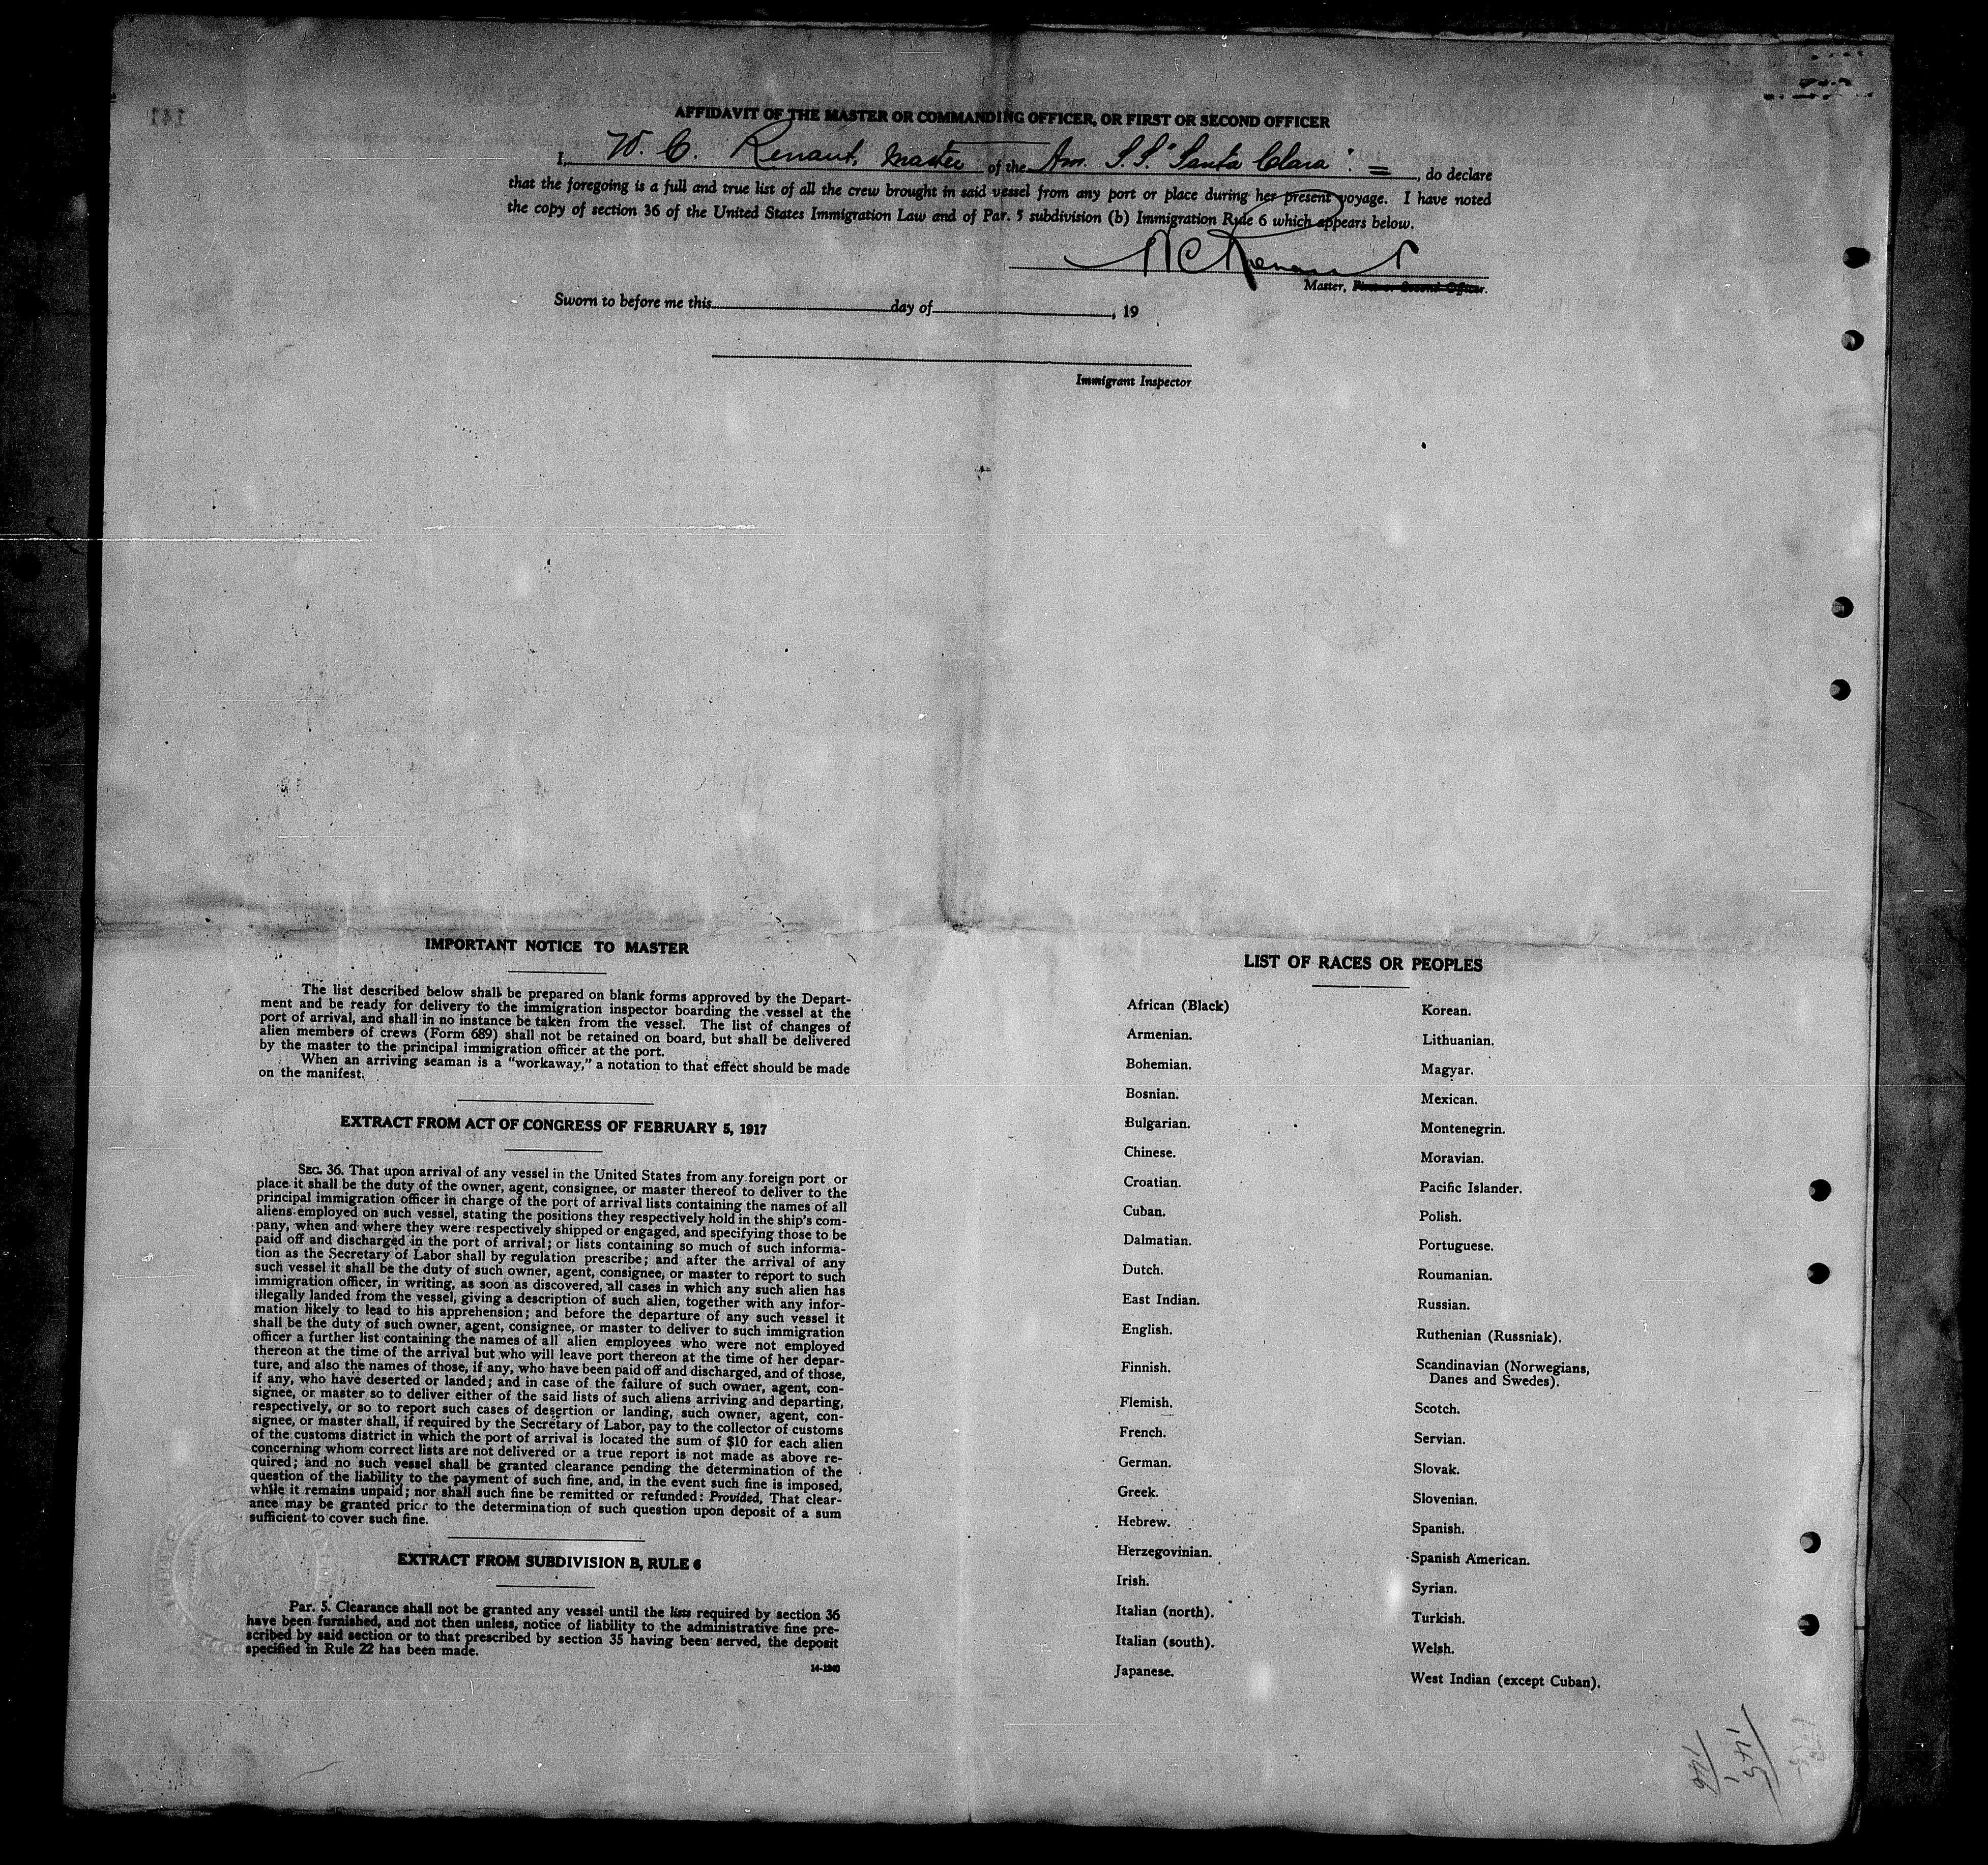 AFFIDAVIT OF THE MASTER OR COMMANDING OFFICER, OR FIRST OR SECOND OFFICER
I, W. C. Renaut, Master of the Am. S.S. "Santa Clara". =, do declare
that the foregoing is a full and true list of all the crew brought in said vessel from any port or place during her present voyage. I have noted
the copy of section 36 of the United States Immigration Law and of Par. 5 subdivision (b) Immigration Rule 6 which appears below.
W C Renaut
Master, First or Second Officer.
Sworn to before me this day of , 19
Immigrant Inspector
141
IMPORTANT NOTICE TO MASTER
The list described below shall be prepared on blank forms approved by the Depart-
ment and be ready for delivery to the immigration inspector boarding the vessel at the
port of arrival, and shall in no instance be taken from the vessel. The list of changes of
alien members of crews (Form 689) shall not be retained on board, but shall be delivered
by the master to the principal immigration officer at the port.
When an arriving seaman is a "workaway," a notation to that effect should be made
on the manifest.
EXTRACT FROM ACT OF CONGRESS OF FEBRUARY 5, 1917
SEC. 36. That upon arrival of any vessel in the United States from any foreign port or
place it shall be the duty of the owner, agent, consignee, or master thereof to deliver to the
principal immigration officer in charge of the port of arrival lists containing the names of all
aliens employed on such vessel, stating the positions they respectively hold in the ship's com-
pany, when and where they were respectively shipped or engaged, and specifying those to be
paid off and discharged in the port of arrival; or lists containing so much of such informa-
tion as the Secretary of Labor shall by regulation prescribe; and after the arrival of any
such vessel it shall be the duty of such owner, agent, consignee, or master to report to such
immigration officer, in writing, as soon as discovered, all cases in which any such alien has
illegally landed from the vessel, giving a description of such alien, together with any infor-
mation likely to lead to his apprehension; and before the departure of any such vessel it
shall be the duty of such owner, agent, consignee, or master to deliver to such immigration
officer a further list containing the names of all alien employees who were not employed
thereon at the time of the arrival but who will leave port thereon at the time of her depar-
ture, and also the names of those, if any, who have been paid off and discharged, and of those,
if any, who have deserted or landed; and in case of the failure of such owner, agent, con-
signee, or master so to deliver either of the said lists of such aliens arriving and departing,
respectively, or so to report such cases of desertion or landing, such owner, agent, con-
signee, or master shall, if required by the Secretary of Labor, pay to the collector of customs
of the customs district in which the port of arrival is located the sum of $10 for each alien
concerning whom correct lists are not delivered or a true report is not made as above re-
quired; and no such vessel shall be granted clearance pending the determination of the
question of the liability to the payment of such fine, and, in the event such fine is imposed,
while it remains unpaid; nor shall such fine be remitted or refunded: Provided, That clear-
ance may be granted prior to the determination of such question upon deposit of a sum
sufficient to cover such fine.
EXTRACT FROM SUBDIVISION B, RULE 6
Par. 5. Clearance shall not be granted any vessel until the lists required by section 36
have been furnished, and not then unless, notice of liability to the administrative fine pre-
scribed by said section or to that prescribed by section 35 having been served, the deposit
specified in Rule 22 has been made.
14-1240
LIST OF RACES OR PEOPLES
African (Black)
Armenian.
Bohemian.
Bosnian.
Bulgarian.
Chinese.
Croatian.
Cuban.
Dalmatian.
Dutch.
East Indian.
English.
Finnish.
Flemish.
French.
German.
Greek.
Hebrew.
Herzegovinian.
Irish.
Italian (north).
Italian (south).
Japanese.
Korean.
Lithuanian.
Magyar.
Mexican.
Montenegrin.
Moravian.
Pacific Islander.
Polish.
Portuguese.
Roumanian.
Russian.
Ruthenian (Russniak).
Scandinavian (Norwegians,
Danes and Swedes).
Scotch.
Servian.
Slovak.
Slovenian.
Spanish.
Spanish American.
Syrian.
Turkish.
Welsh.
West Indian (except Cuban).
146
145